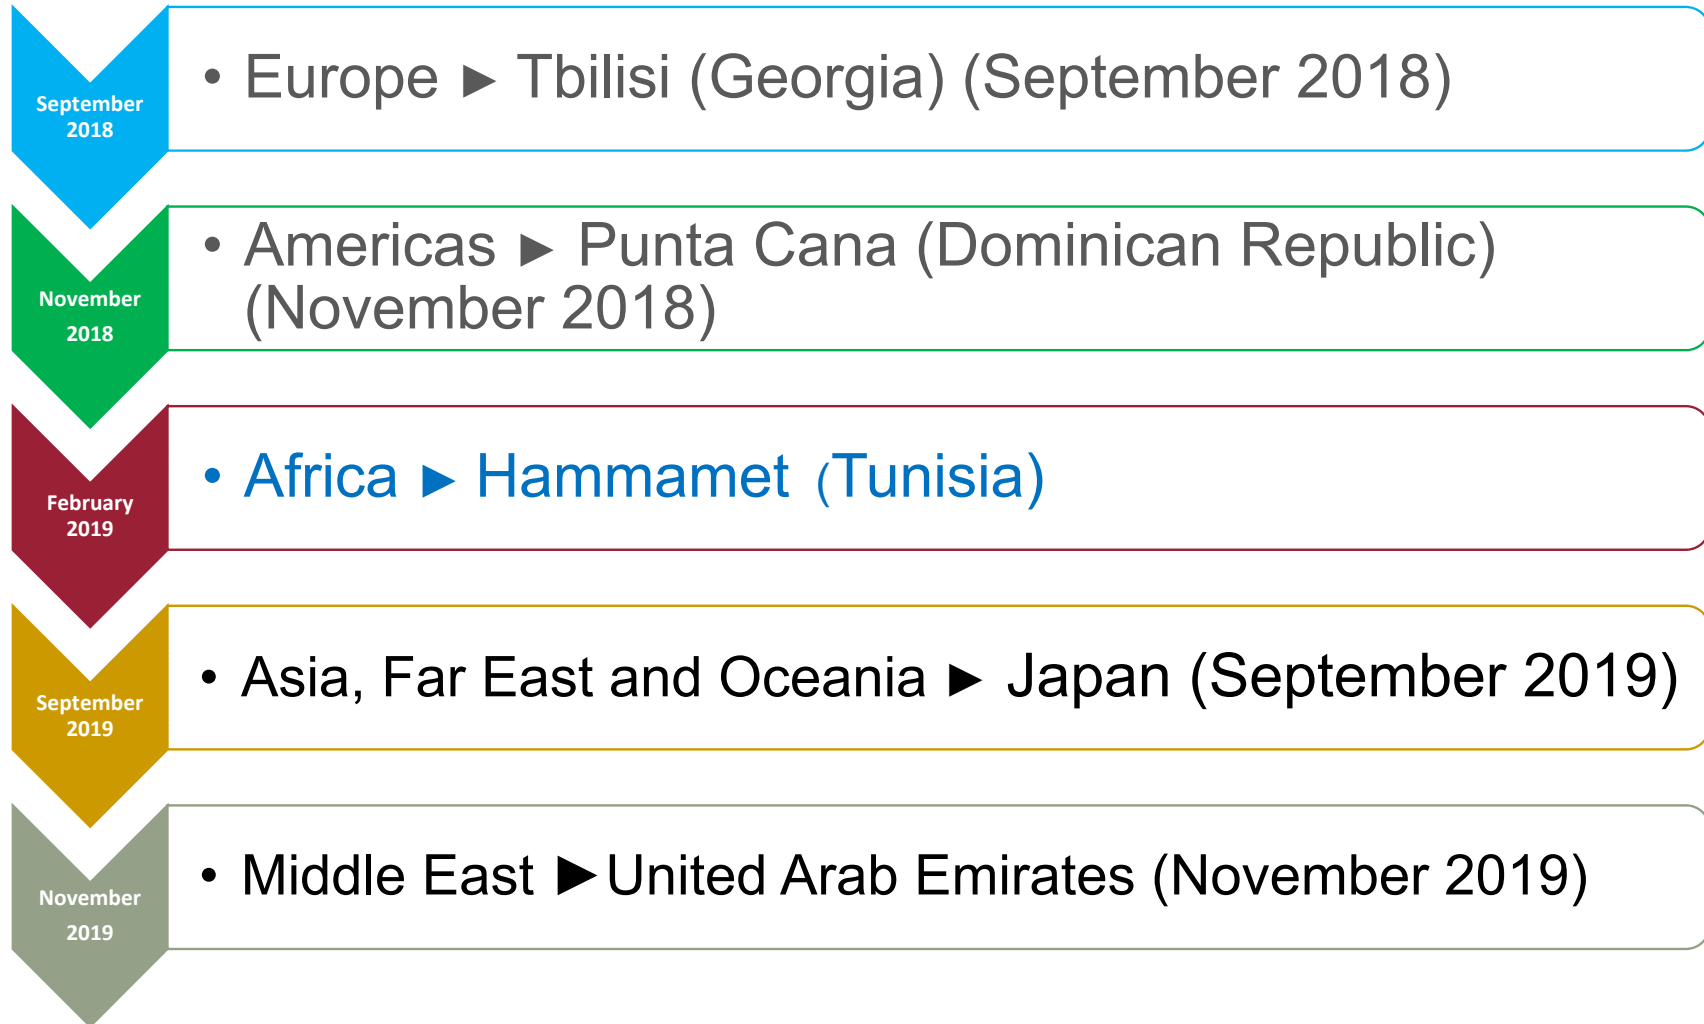 September
2018
• Europe ► Tbilisi (Georgia) (September 2018)
November
2018
• Americas ► Punta Cana (Dominican Republic)
(November 2018)
February
2019
• Africa ► Hammamet (Tunisia)
September
2019
• Asia, Far East and Oceania ► Japan (September 2019)
November
2019
• Middle East ►United Arab Emirates (November 2019)